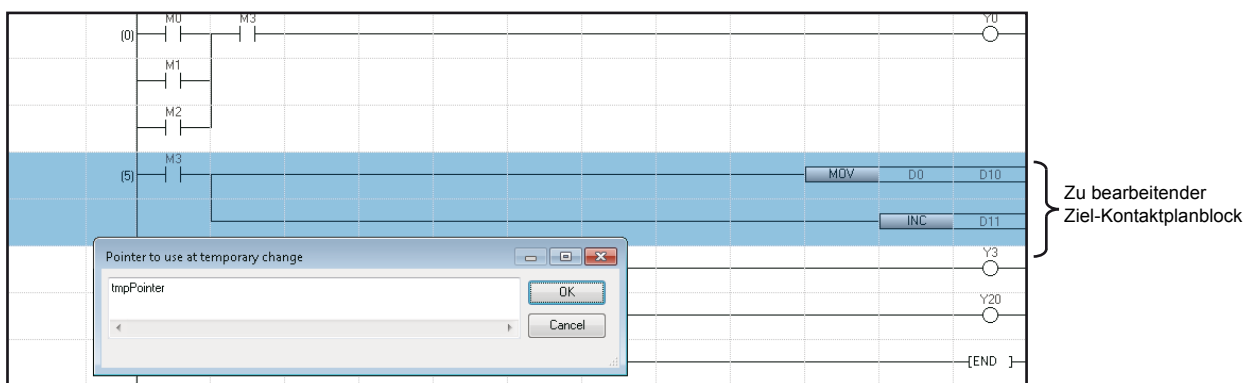 M0 M3 Y0
(0)
M1
M2
M3
(5) MOV D0 D10
INC D11
Zu bearbeitender
Ziel-Kontaktplanblock
Pointer to use at temporary change
Y3
tmpPointer
OK
Y20
Cancel
[END ]